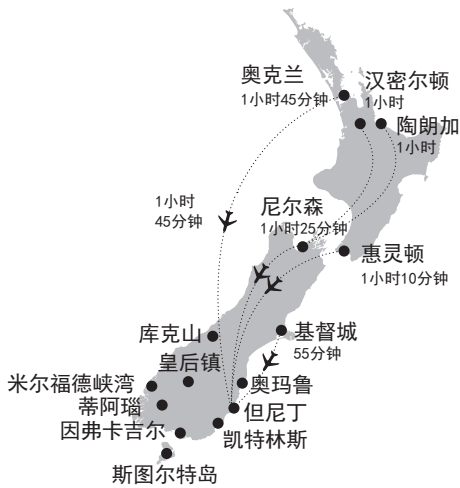 奥克兰
1小时45分钟
汉密尔顿
1小时
陶朗加
1小时
1小时
45分钟
尼尔森
1小时25分钟
惠灵顿
1小时10分钟
基督城
55分钟
库克山
皇后镇
米尔福德峡湾
奥玛鲁
蒂阿瑙
但尼丁
因弗卡吉尔
凯特林斯
斯图尔特岛